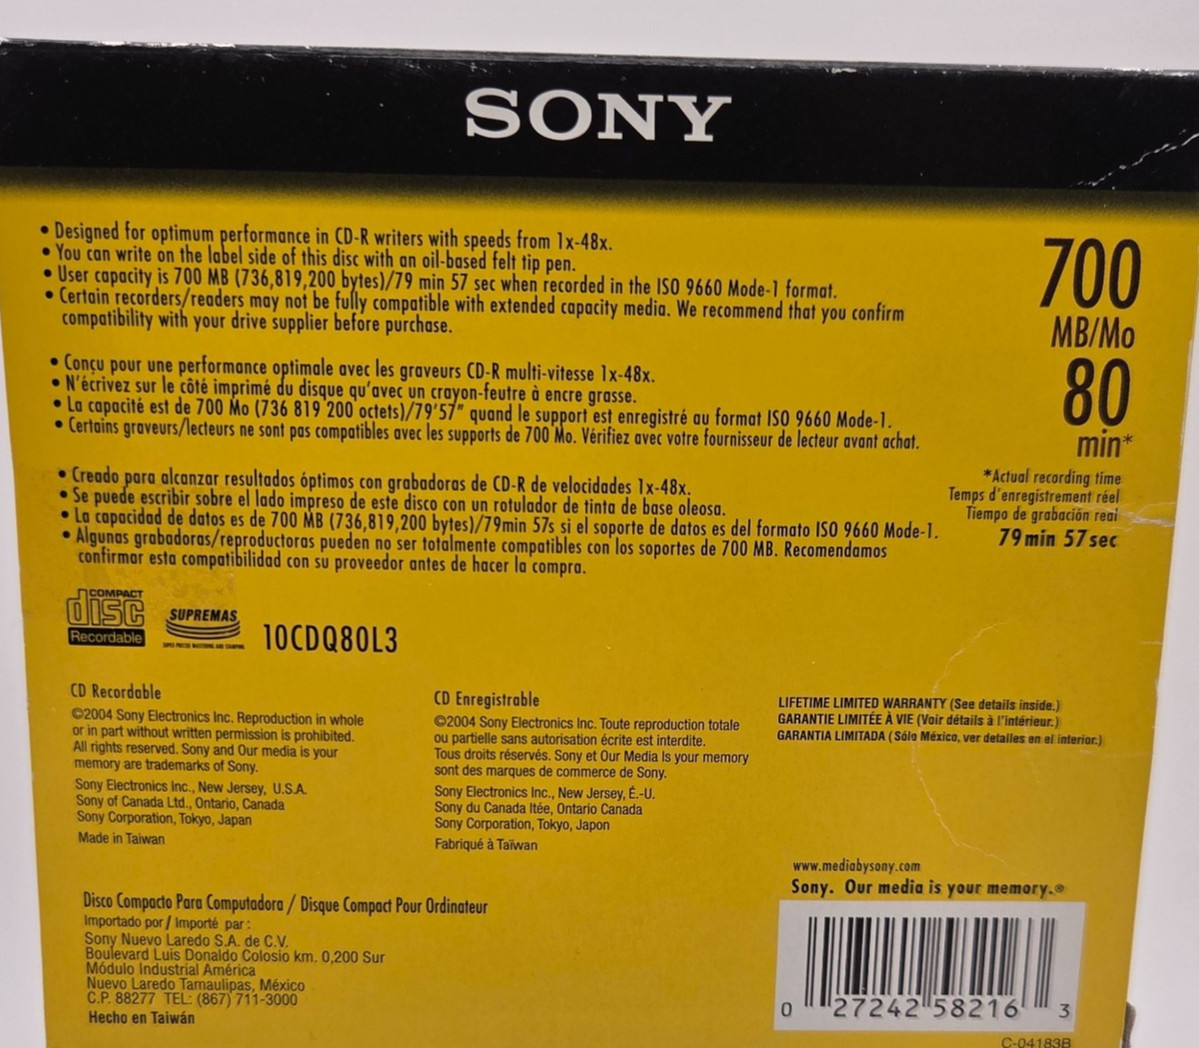 SONY
• Designed for optimum performance in CD-R writers with speeds from 1x-48x.
• You can write on the label side of this disc with an oil-based felt tip pen.
• User capacity is 700 MB (736,819,200 bytes)/79 min 57 sec when recorded in the ISO 9660 Mode-1 format.
• Certain recorders/readers may not be fully compatible with extended capacity media. We recommend that you confirm
compatibility with your drive supplier before purchase.
• Conçu pour une performance optimale avec les graveurs CD-R multi-vitesse 1x-48x.
• N'écrivez sur le côté imprimé du disque qu'avec un crayon-feutre à encre grasse.
• La capacité est de 700 Mo (736 819 200 octets)/79'57" quand le support est enregistré au format ISO 9660 Mode-1.
• Certains graveurs/lecteurs ne sont pas compatibles avec les supports de 700 Mo. Vérifiez avec votre fournisseur de lecteur avant achat.
• Creado para alcanzar resultados óptimos con grabadoras de CD-R de velocidades 1x-48x.
• Se puede escribir sobre el lado impreso de este disco con un rotulador de tinta de base oleosa.
• La capacidad de datos es de 700 MB (736,819,200 bytes)/79min 57s si el soporte de datos es del formato ISO 9660 Mode-1.
• Algunas grabadoras/reproductoras pueden no ser totalmente compatibles con los soportes de 700 MB. Recomendamos
confirmar esta compatibilidad con su proveedor antes de hacer la compra.
700
MB/Mo
80
min*
*Actual recording time
Temps d'enregistrement réel
Tiempo de grabación real
79min 57sec
COMPACT
disc
Recordable
SUPREMAS
SUPER PRECISE MASTERING AND STAMPING
10CDQ80L3
CD Recordable
©2004 Sony Electronics Inc. Reproduction in whole
or in part without written permission is prohibited.
All rights reserved. Sony and Our media is your
memory are trademarks of Sony.
Sony Electronics Inc., New Jersey, U.S.A.
Sony of Canada Ltd., Ontario, Canada
Sony Corporation, Tokyo, Japan
Made in Taiwan
CD Enregistrable
©2004 Sony Electronics Inc. Toute reproduction totale
ou partielle sans autorisation écrite est interdite.
Tous droits réservés. Sony et Our Media Is your memory
sont des marques de commerce de Sony.
Sony Electronics Inc., New Jersey, É.-U.
Sony du Canada ltée, Ontario Canada
Sony Corporation, Tokyo, Japon
Fabriqué à Taïwan
LIFETIME LIMITED WARRANTY (See details inside.)
GARANTIE LIMITÉE À VIE (Voir détails à l'intérieur.)
GARANTIA LIMITADA (Sólo México, ver detalles en el interior.)
Disco Compacto Para Computadora / Disque Compact Pour Ordinateur
Importado por / Importé par :
Sony Nuevo Laredo S.A. de C.V.
Boulevard Luis Donaldo Colosio km. 0,200 Sur
Módulo Industrial América
Nuevo Laredo Tamaulipas, México
C.P. 88277 TEL: (867) 711-3000
Hecho en Taiwán
www.mediabysony.com
Sony. Our media is your memory.®
0 27242 58216 3
C-04183B